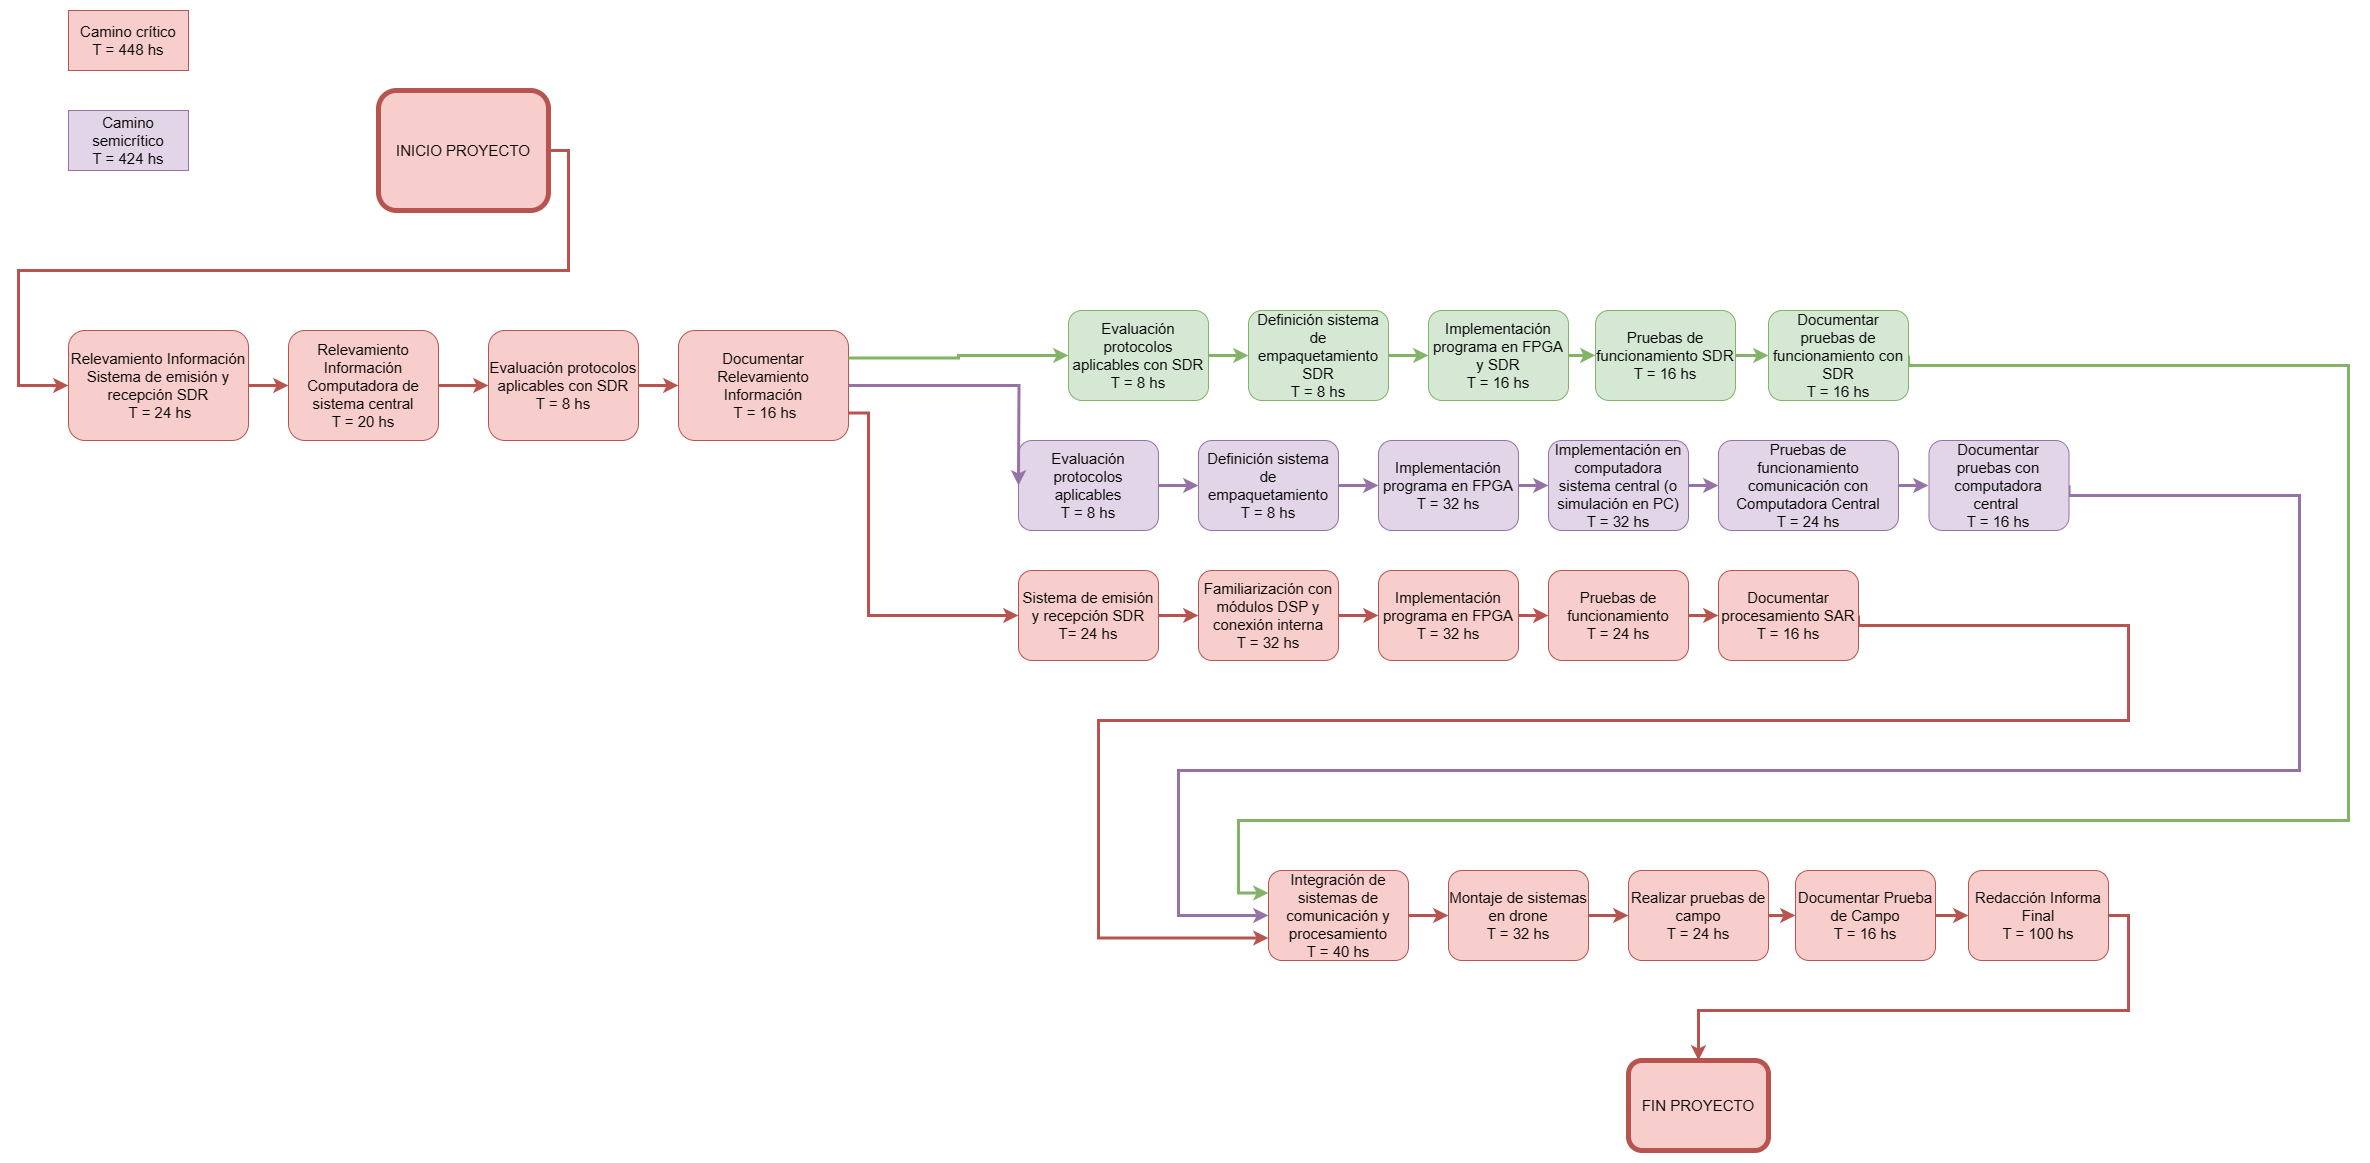 Camino crítico
T = 448 hs
Camino
semicrítico
T = 424 hs
INICIO PROYECTO
Relevamiento Información
Sistema de emisión y
recepción SDR
T = 24 hs
Relevamiento
Información
Computadora de
sistema central
T = 20 hs
Evaluación protocolos
aplicables con SDR
T = 8 hs
Documentar
Relevamiento
Información
T = 16 hs
Evaluación
protocolos
aplicables con SDR
T = 8 hs
Definición sistema
de
empaquetamiento
SDR
T = 8 hs
Implementación
programa en FPGA
y SDR
T = 16 hs
Pruebas de
funcionamiento SDR
T = 16 hs
Documentar
pruebas de
funcionamiento con
SDR
T = 16 hs
Evaluación
protocolos
aplicables
T = 8 hs
Definición sistema
de
empaquetamiento
T = 8 hs
Implementación
programa en FPGA
T = 32 hs
Implementación en
computadora
sistema central (o
simulación en PC)
T = 32 hs
Pruebas de
funcionamiento
comunicación con
Computadora Central
T = 24 hs
Documentar
pruebas con
computadora
central
T = 16 hs
Sistema de emisión
y recepción SDR
T= 24 hs
Familiarización con
módulos DSP y
conexión interna
T = 32 hs
Implementación
programa en FPGA
T = 32 hs
Pruebas de
funcionamiento
T = 24 hs
Documentar
procesamiento SAR
T = 16 hs
Integración de
sistemas de
comunicación y
procesamiento
T = 40 hs
Montaje de sistemas
en drone
T = 32 hs
Realizar pruebas de
campo
T = 24 hs
Documentar Prueba
de Campo
T = 16 hs
Redacción Informa
Final
T = 100 hs
FIN PROYECTO